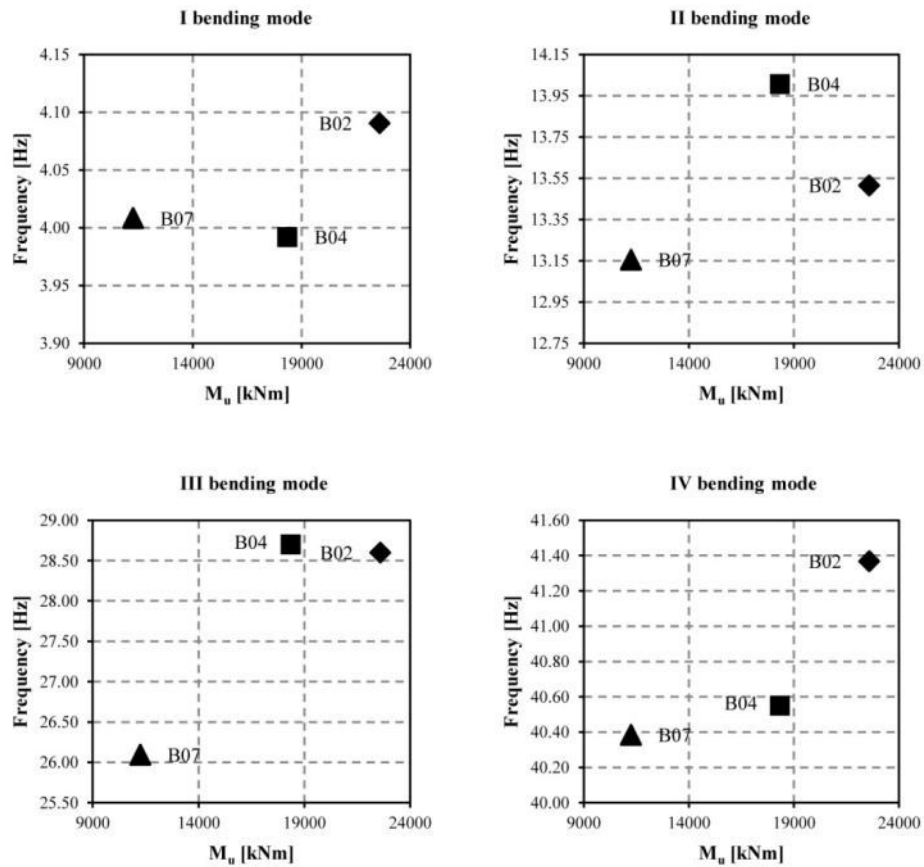 I bending mode
4.15
4.10
4.05
4.00
3.95
3.90
Frequency [Hz]
B02
B07
B04
9000 14000 19000 24000
Mᵤ [kNm]
II bending mode
14.15
13.95
13.75
13.55
13.35
13.15
12.95
12.75
Frequency [Hz]
B04
B02
B07
9000 14000 19000 24000
Mᵤ [kNm]
III bending mode
29.00
28.50
28.00
27.50
27.00
26.50
26.00
25.50
Frequency [Hz]
B04
B02
B07
9000 14000 19000 24000
Mᵤ [kNm]
IV bending mode
41.60
41.40
41.20
41.00
40.80
40.60
40.40
40.20
40.00
Frequency [Hz]
B02
B04
B07
9000 14000 19000 24000
Mᵤ [kNm]